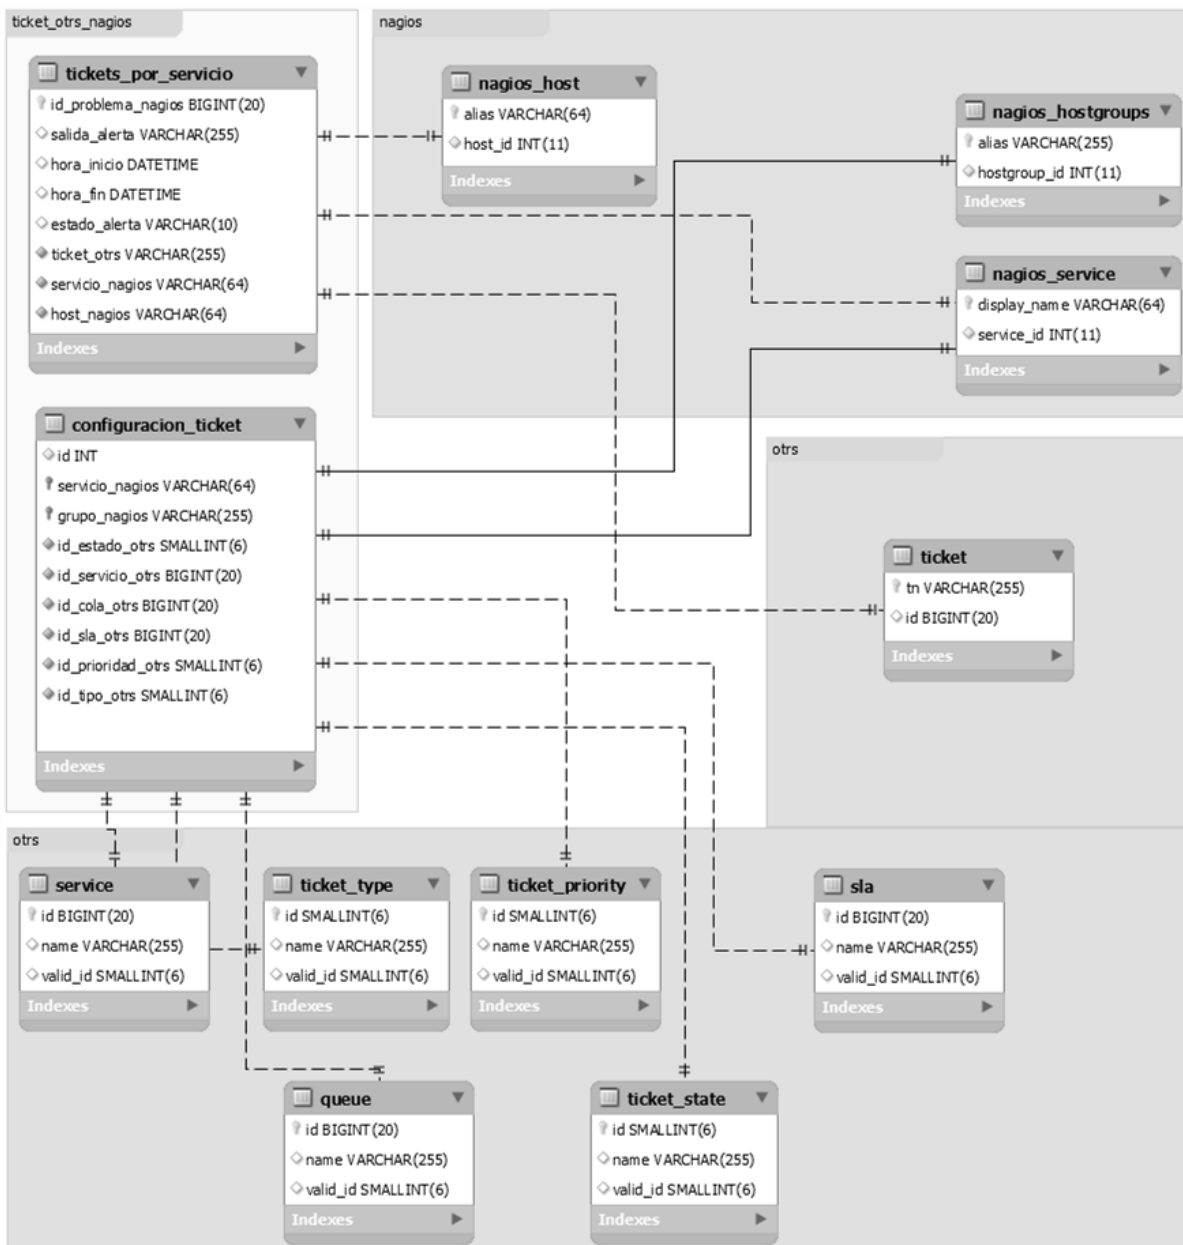 ticket_otrs_nagios
tickets_por_servicio
id_problema_nagios BIGINT(20)
salida_alerta VARCHAR(255)
hora_inicio DATETIME
hora_fin DATETIME
estado_alerta VARCHAR(10)
ticket_otrs VARCHAR(255)
servicio_nagios VARCHAR(64)
host_nagios VARCHAR(64)
Indexes
configuracion_ticket
id INT
servicio_nagios VARCHAR(64)
grupo_nagios VARCHAR(255)
id_estado_otrs SMALLINT(6)
id_servicio_otrs BIGINT(20)
id_cola_otrs BIGINT(20)
id_sla_otrs BIGINT(20)
id_prioridad_otrs SMALLINT(6)
id_tipo_otrs SMALLINT(6)
Indexes
nagios
nagios_host
alias VARCHAR(64)
host_id INT(11)
Indexes
nagios_hostgroups
alias VARCHAR(255)
hostgroup_id INT(11)
Indexes
nagios_service
display_name VARCHAR(64)
service_id INT(11)
Indexes
otrs
ticket
tn VARCHAR(255)
id BIGINT(20)
Indexes
otrs
service
id BIGINT(20)
name VARCHAR(255)
valid_id SMALLINT(6)
Indexes
ticket_type
id SMALLINT(6)
name VARCHAR(255)
valid_id SMALLINT(6)
Indexes
ticket_priority
id SMALLINT(6)
name VARCHAR(255)
valid_id SMALLINT(6)
Indexes
sla
id BIGINT(20)
name VARCHAR(255)
valid_id SMALLINT(6)
Indexes
queue
id BIGINT(20)
name VARCHAR(255)
valid_id SMALLINT(6)
Indexes
ticket_state
id SMALLINT(6)
name VARCHAR(255)
valid_id SMALLINT(6)
Indexes